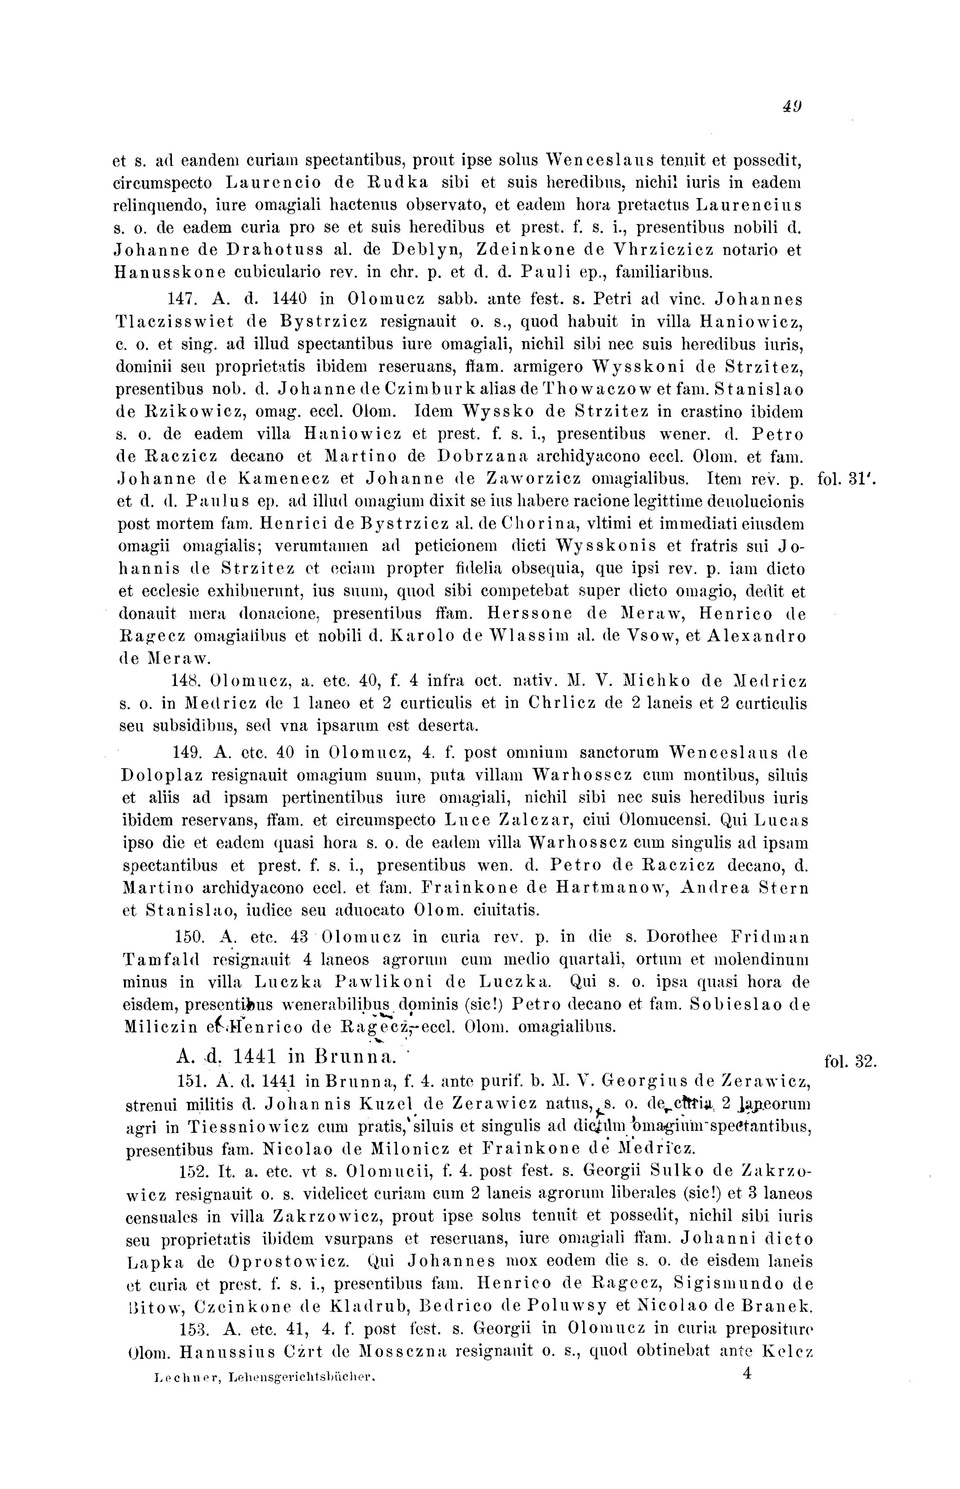 49
et s. ad eandem curiam spectantibus, prout ipse solus Wenceslaus tenuit et possedit,
circumspecto Laurencio de Rudka sibi et suis heredibus, nichil iuris in eadem
relinquendo, iure omagiali hactenus observato, et eadem hora pretactus Laurencius
s. o. de eadem curia pro se et suis heredibus et prest. f. s. i., presentibus nobili d.
Johanne de Drahotuss al. de Deblyn, Zdeinkone de Vhrziczicz notario et
Hanusskone cubiculario rev. in chr. p. et d. d. Pauli ep., familiaribus.
147. A. d. 1440 in Olomucz sabb. ante fest. s. Petri ad vinc. Johannes
Tlaczisswiet de Bystrzicz resignauit o. s., quod habuit in villa Haniowicz,
c. o. et sing. ad illud spectantibus iure omagiali, nichil sibi nec suis heredibus iuris,
dominii seu proprietatis ibidem reseruans, ffam. armigero Wysskoni de Strzitez,
presentibus nob. d. Johanne de Czimburk alias de Thowaczow et fam. Stanislao
de Rzikowicz, omag. eccl. Olom. Idem Wyssko de Strzitez in crastino ibidem
s. o. de eadem villa Haniowicz et prest. f. s. i., presentibus wener. d. Petro
de Raczicz decano et Martino de Dobrzana archidyacono eccl. Olom. et fam.
Johanne de Kamenecz et Johanne de Zaworzicz omagialibus. Item rev. p. fol. 31'.
et d. d. Paulus ep. ad illud omagium dixit se ius habere racione legittime deuolucionis
post mortem fam. Henrici de Bystrzicz al. de Chorina, vltimi et immediati eiusdem
omagii omagialis; verumtamen ad peticionem dicti Wysskonis et fratris sui Jo-
hannis de Strzitez et eciam propter fidelia obsequia, que ipsi rev. p. iam dicto
et ecclesie exhibuerunt, ius suum, quod sibi competebat super dicto omagio, dedit et
donauit mera donacione, presentibus ffam. Herssone de Meraw, Henrico de
Ragecz omagialibus et nobili d. Karolo de Wlassim al. de Vsow, et Alexandro
de Meraw.
148. Olomucz, a. etc. 40, f. 4 infra oct. nativ. M. V. Michko de Medricz
s. o. in Medricz de 1 laneo et 2 curticulis et in Chrlicz de 2 laneis et 2 curticulis
seu subsidibus, sed vna ipsarum est deserta.
149. A. etc. 40 in Olomucz, 4. f. post omnium sanctorum Wenceslaus de
Doloplaz resignauit omagium suum, puta villam Warhossez cum montibus, siluis
et aliis ad ipsam pertinentibus iure omagiali, nichil sibi nec suis heredibus iuris
ibidem reservans, ffam. et circumspecto Luce Zalczar, ciui Olomucensi. Qui Lucas
ipso die et eadem quasi hora s. o. de eadem villa Warhossez cum singulis ad ipsam
spectantibus et prest. f. s. i., presentibus wen. d. Petro de Raczicz decano, d.
Martino archidyacono eccl. et fam. Frainkone de Hartmanow, Andrea Stern
et Stanislao, iudice seu aduocato Olom. ciuitatis.
150. A. etc. 43 Olomucz in curia rev. p. in die s. Dorothee Fridman
Tamfald resignauit 4 laneos agrorum cum medio quartali, ortum et molendinum
minus in villa Luczka Pawlikoni de Luczka. Qui s. o. ipsa quasi hora de
eisdem, presentibus wenerabilibus dominis (sic!) Petro decano et fam. Sobieslao de
Miliczin et Henrico de Ragecz, eccl. Olom. omagialibus.
A. d. 1441 in Brunna. fol. 32.
151. A. d. 1441 in Brunna, f. 4. ante purif. b. M. V. Georgius de Zerawicz,
strenui militis d. Johannis Kuzel de Zerawicz natus, s. o. de curia 2 laneorum
agri in Tiessniowicz cum pratis, siluis et singulis ad dictum omagium spectantibus,
presentibus fam. Nicolao de Milonicz et Frainkone de Medricz.
152. It. a. etc. vt s. Olomucii, f. 4. post fest. s. Georgii Sulko de Zakrzo-
wicz resignauit o. s. videlicet curiam cum 2 laneis agrorum liberales (sic!) et 3 laneos
censuales in villa Zakrzowicz, prout ipse solus tenuit et possedit, nichil sibi iuris
seu proprietatis ibidem vsurpans et reseruans, iure omagiali ffam. Johanni dicto
Lapka de Oprostowicz. Qui Johannes mox eodem die s. o. de eisdem laneis
et curia et prest. f. s. i., presentibus fam. Henrico de Ragecz, Sigismundo de
Bitow, Czeinkone de Kladrub, Bedrico de Poluwsy et Nicolao de Branek.
153. A. etc. 41, 4. f. post fest. s. Georgii in Olomucz in curia prepositure
Olom. Hanussius Czrt de Mossczna resignauit o. s., quod obtinebat ante Kelcz
Lechner, Lehensgerichtsbücher. 4